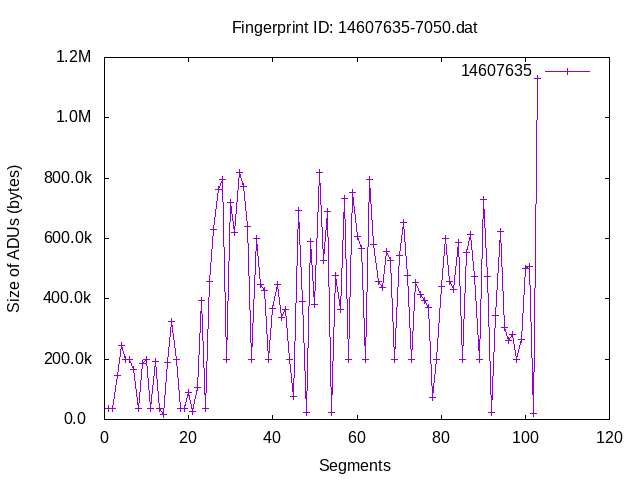 Fingerprint ID: 14607635-7050.dat
14607635
Size of ADUs (bytes)
1.2M
1.0M
800.0k
600.0k
400.0k
200.0k
0.0
0 20 40 60 80 100 120
Segments